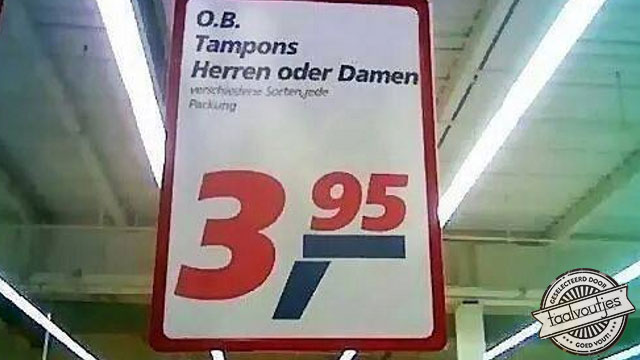 O.B.
Tampons
Herren oder Damen
verschiedene Sorten, jede
Packung
3,95
GESELECTEERD DOOR
taalvoutjes
GOED VOUT!